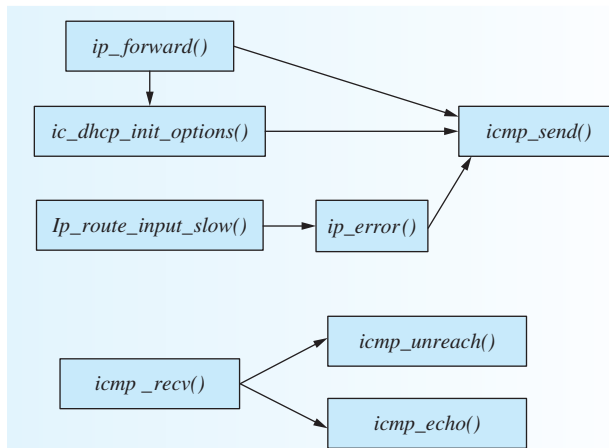 ip_forward()
ic_dhcp_init_options()
icmp_send()
Ip_route_input_slow()
ip_error()
icmp_unreach()
icmp _recv()
icmp_echo()